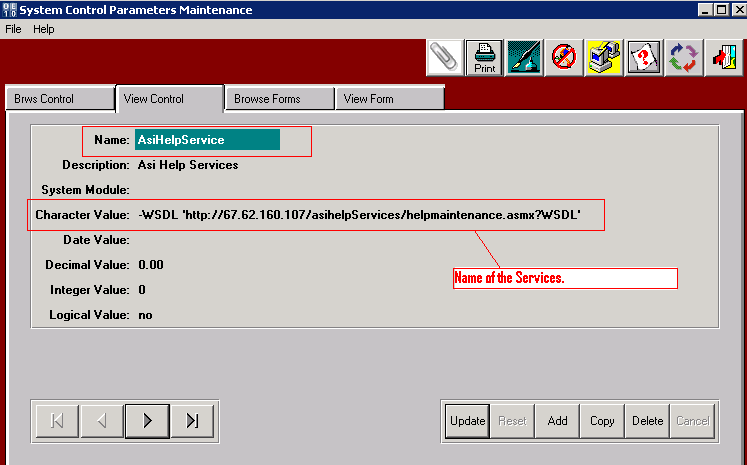 OE
10
System Control Parameters Maintenance
File Help
Print
Brws Control View Control Browse Forms View Form
Name: AsiHelpService
Description: Asi Help Services
System Module:
Character Value: -WSDL 'http://67.62.160.107/asihelpServices/helpmaintenance.asmx?WSDL'
Date Value:
Name of the Services.
Decimal Value: 0.00
Integer Value: 0
Logical Value: no
Update Reset Add Copy Delete Cancel